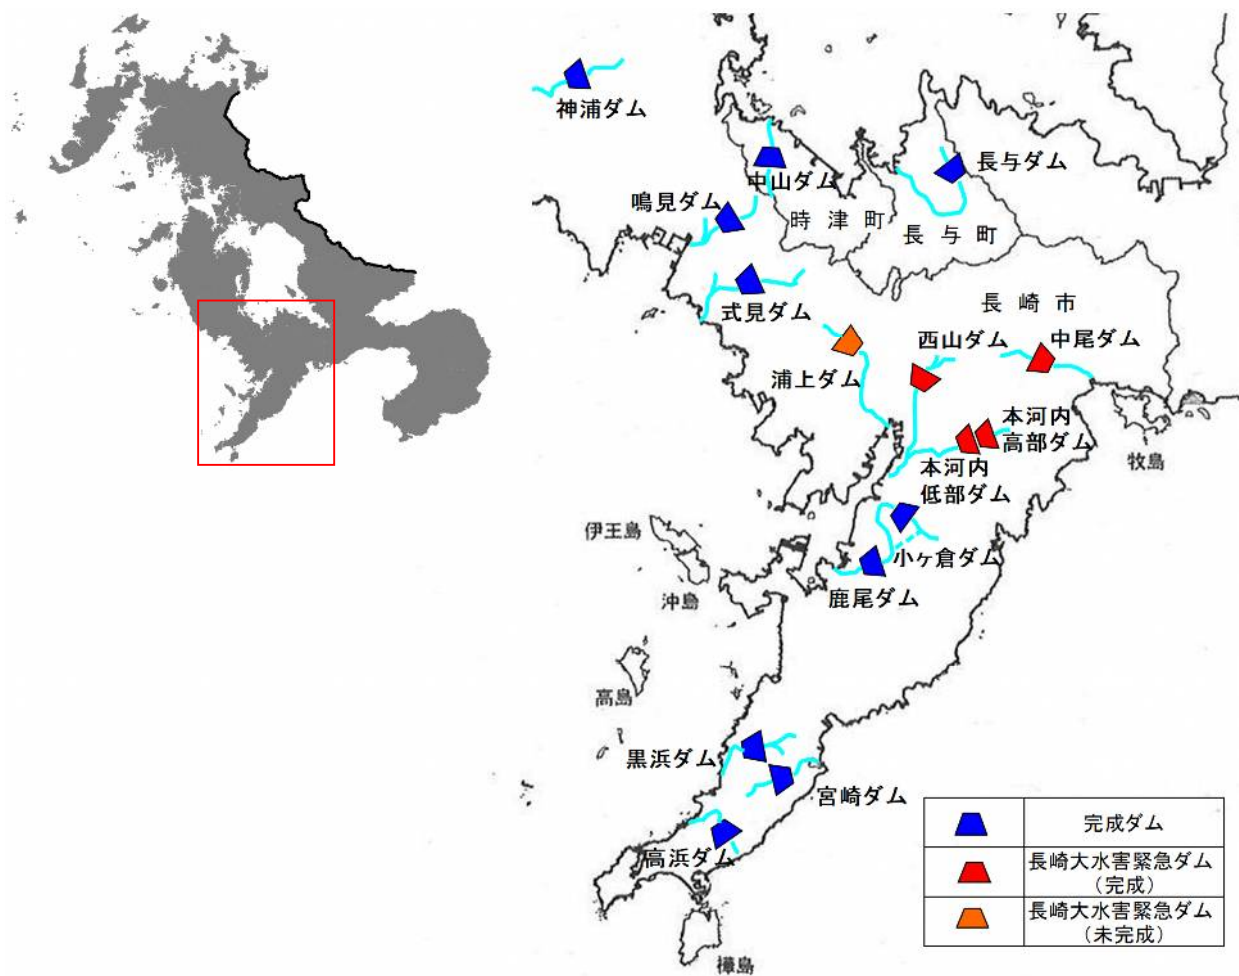 神浦ダム
中山ダム
長与ダム
鳴見ダム
時津町
長与町
式見ダム
長崎市
西山ダム
中尾ダム
浦上ダム
本河内
高部ダム
牧島
本河内
低部ダム
伊王島
小ヶ倉ダム
沖島
鹿尾ダム
高島
黒浜ダム
宮崎ダム
高浜ダム
樺島
完成ダム
長崎大水害緊急ダム
（完成）
長崎大水害緊急ダム
（未完成）